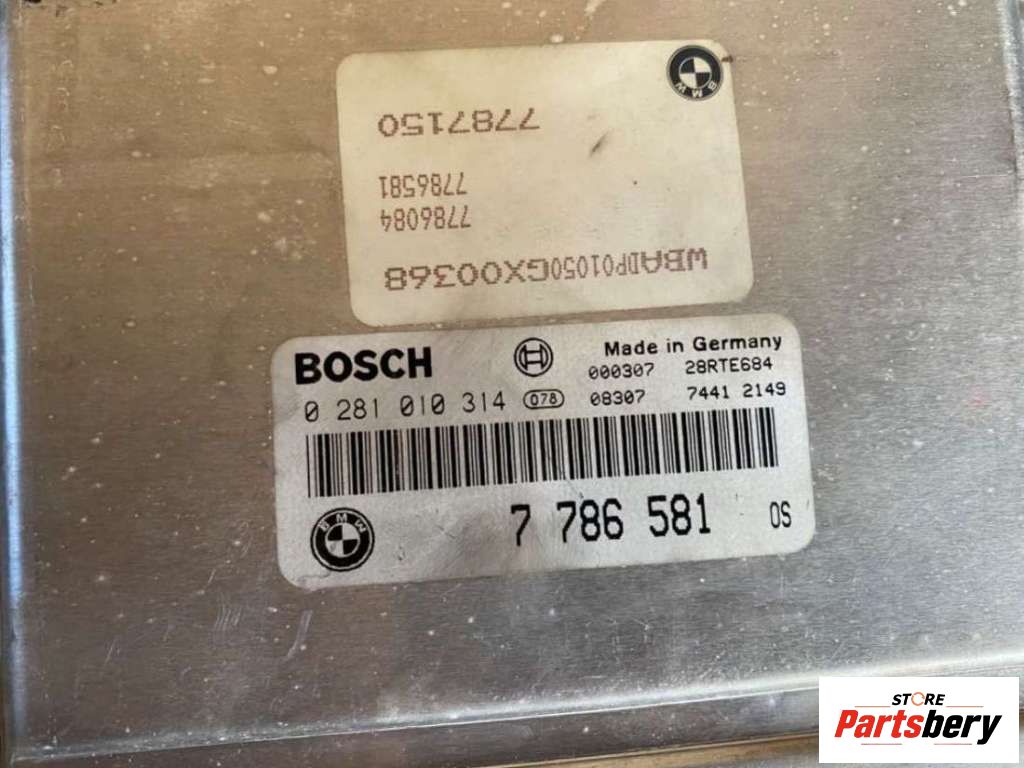 BMW
7787150
7786581
7786084
WBADP01050GX00368
BOSCH
Made in Germany
000307 28RTE684
0 281 010 314 078 08307 7441 2149
BMW
7 786 581 OS
STORE
Partsbery